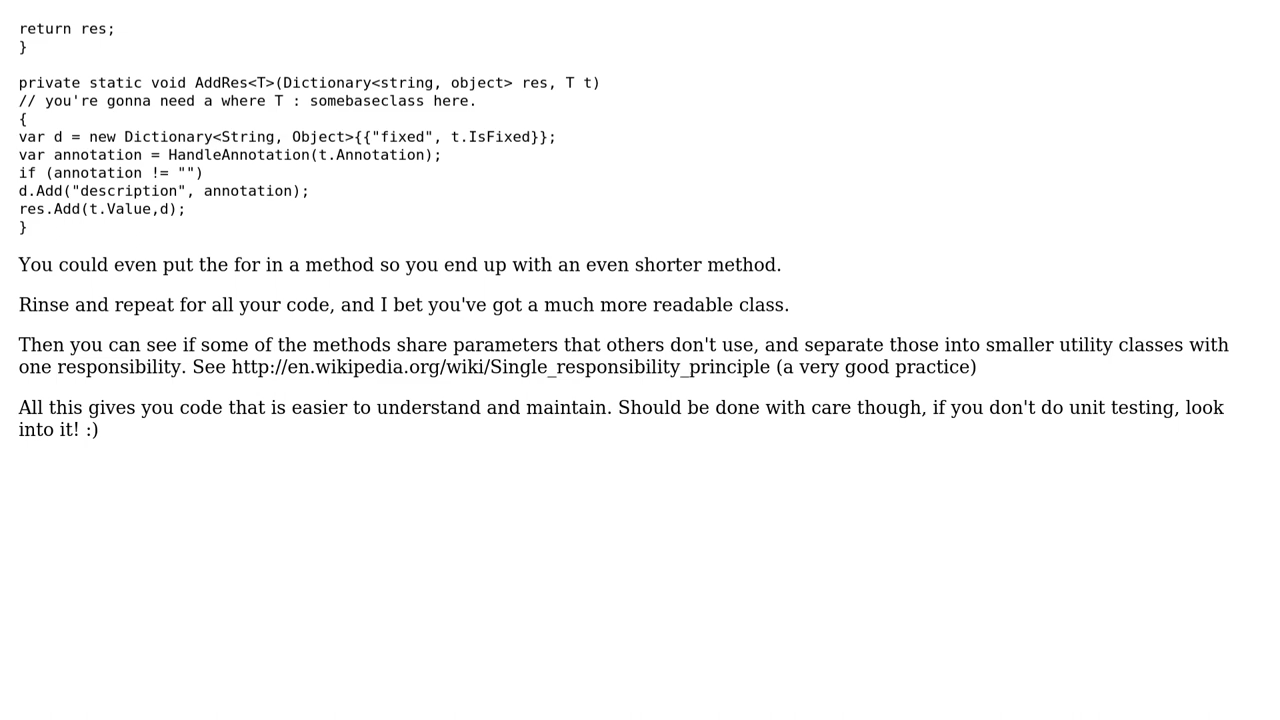 return res;
}
private static void AddRes<T>(Dictionary<string, object> res, T t)
// you're gonna need a where T : somebaseclass here.
{
var d = new Dictionary<String, Object>{{"fixed", t.IsFixed}};
var annotation = HandleAnnotation(t.Annotation);
if (annotation != "")
d.Add("description", annotation);
res.Add(t.Value,d);
}
You could even put the for in a method so you end up with an even shorter method.
Rinse and repeat for all your code, and I bet you've got a much more readable class.
Then you can see if some of the methods share parameters that others don't use, and separate those into smaller utility classes with
one responsibility. See http://en.wikipedia.org/wiki/Single_responsibility_principle (a very good practice)
All this gives you code that is easier to understand and maintain. Should be done with care though, if you don't do unit testing, look
into it! :)